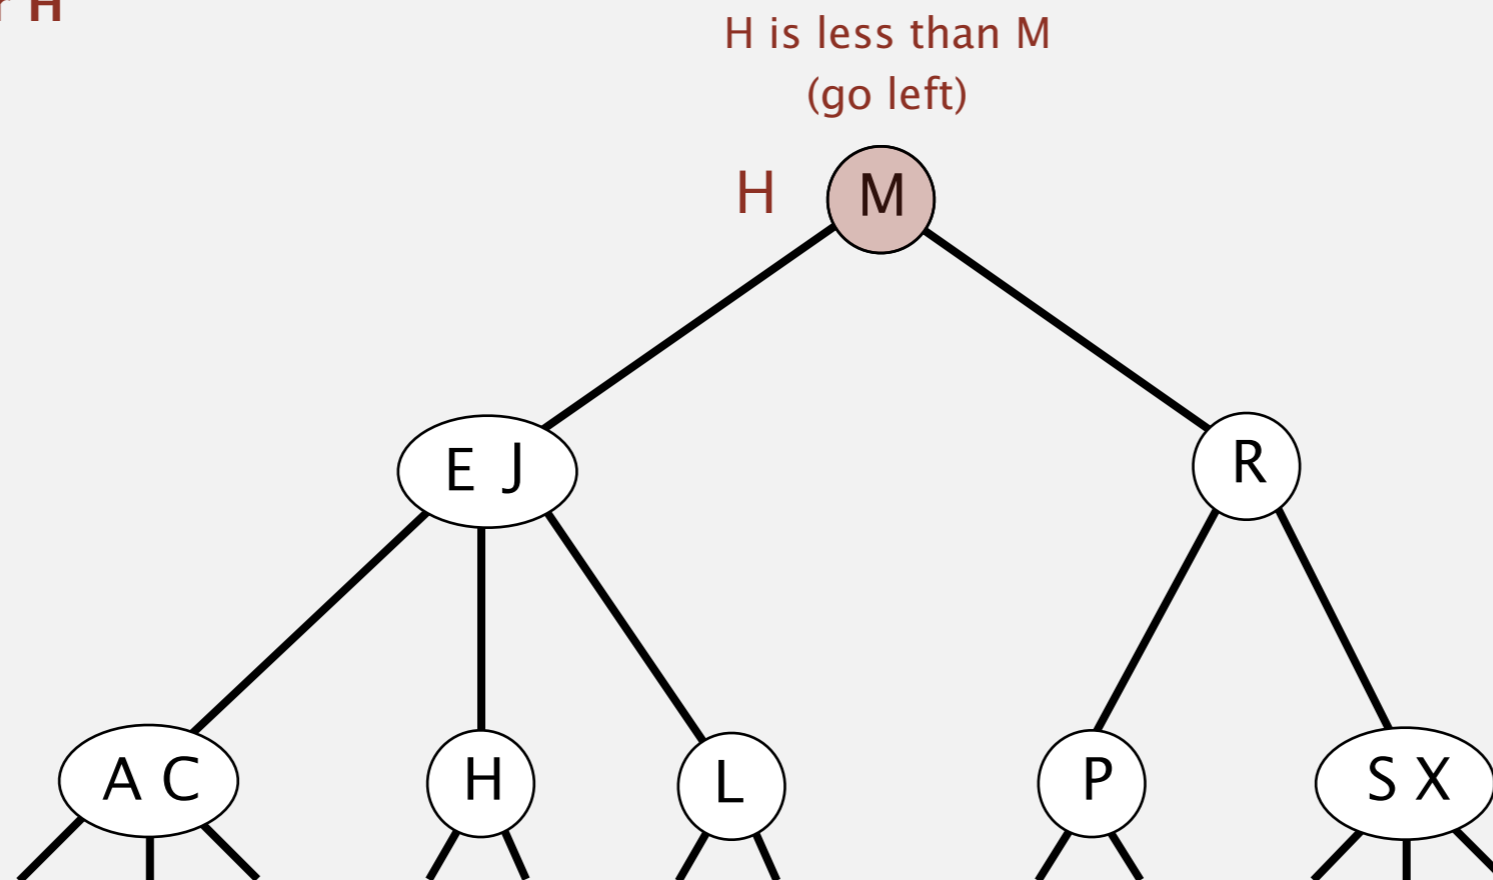 r H
H is less than M
(go left)
H M
E J R
A C H L P S X